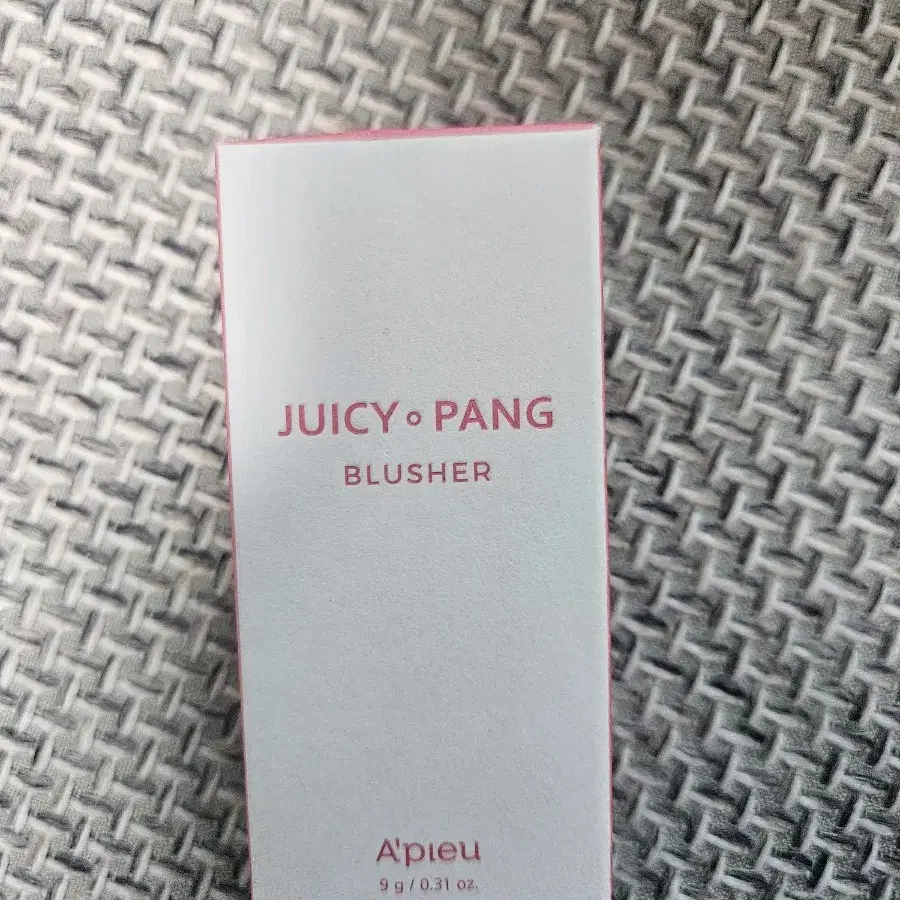 JUICY PANG
BLUSHER
A'pieu
9 g / 0.31 oz.